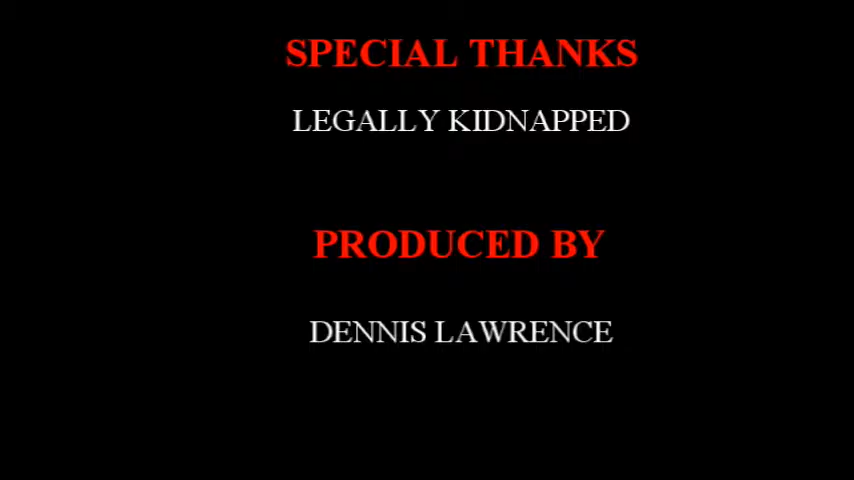 SPECIAL THANKS
LEGALLY KIDNAPPED
PRODUCED BY
DENNIS LAWRENCE